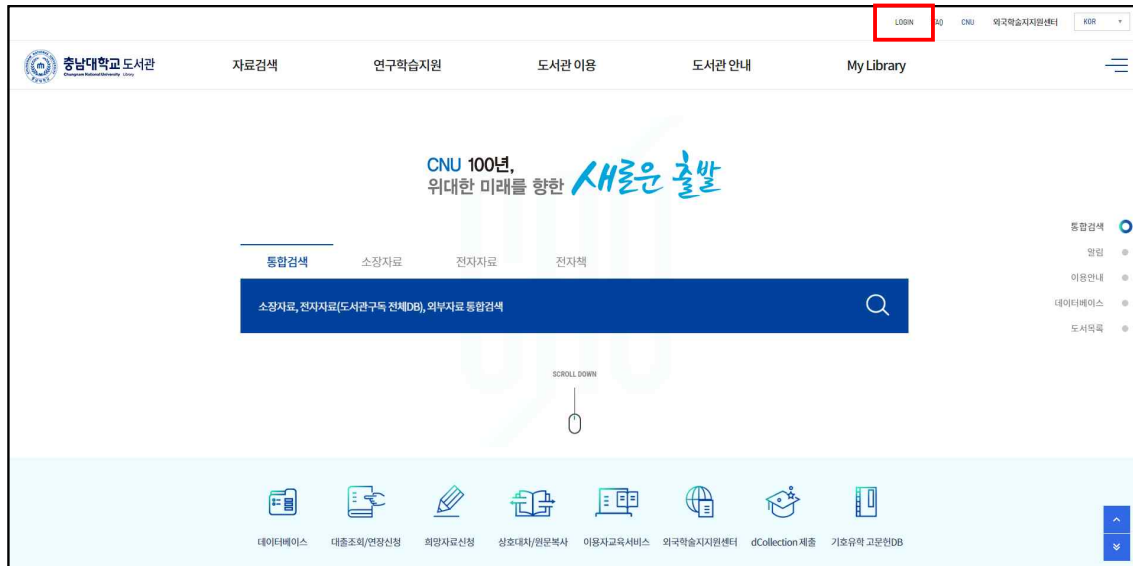 LOGIN AQ CNU 외국학술지지원센터 KOR
충남대학교 도서관
Chungnam National University Library
자료검색 연구학습지원 도서관 이용 도서관 안내 My Library
CNU 100년,
위대한 미래를 향한 새로운 출발
통합검색
알림
이용안내
데이터베이스
도서목록
통합검색 소장자료 전자자료 전자책
소장자료, 전자자료(도서관구독 전체DB), 외부자료 통합검색
SCROLL DOWN
데이터베이스 대출조회/연장신청 희망자료신청 상호대차/원문복사 이용자교육서비스 외국학술지지원센터 dCollection 제출 기호유학 고문헌DB